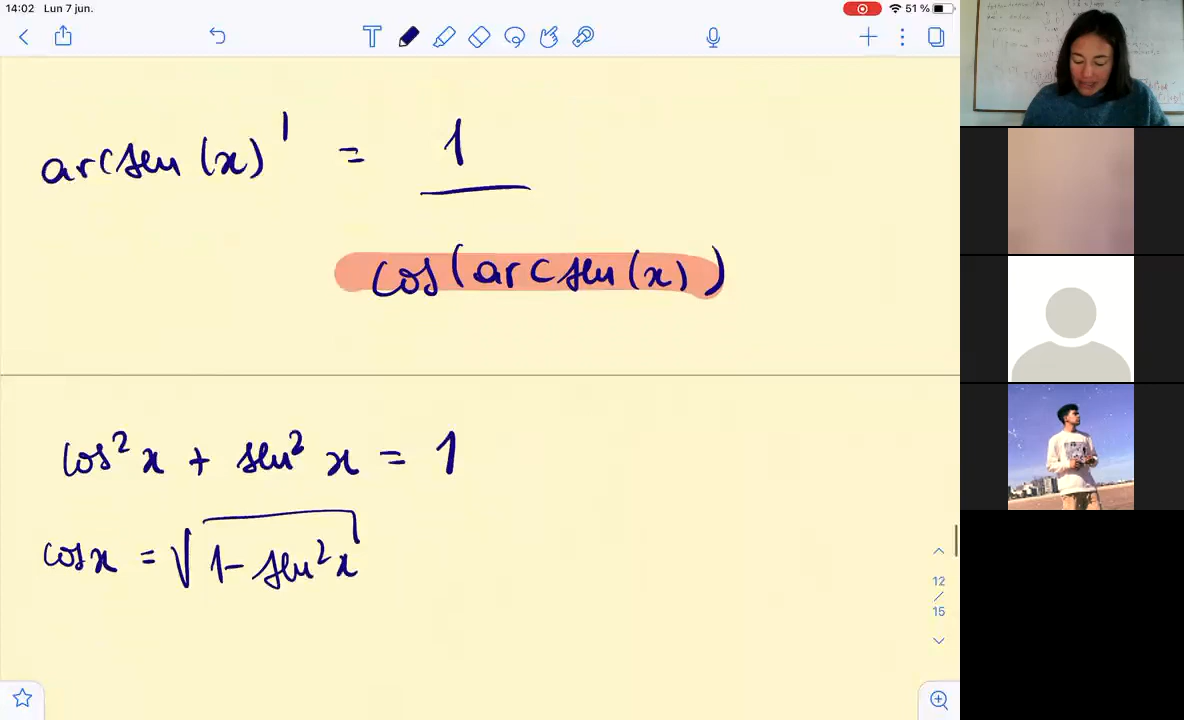 14:02 Lun 7 jun.
51 %
arcsen (x)' = 1
cos(arcsen(x))
cos² x + sen² x = 1
cos x = √1 - sen² x
12
/
15